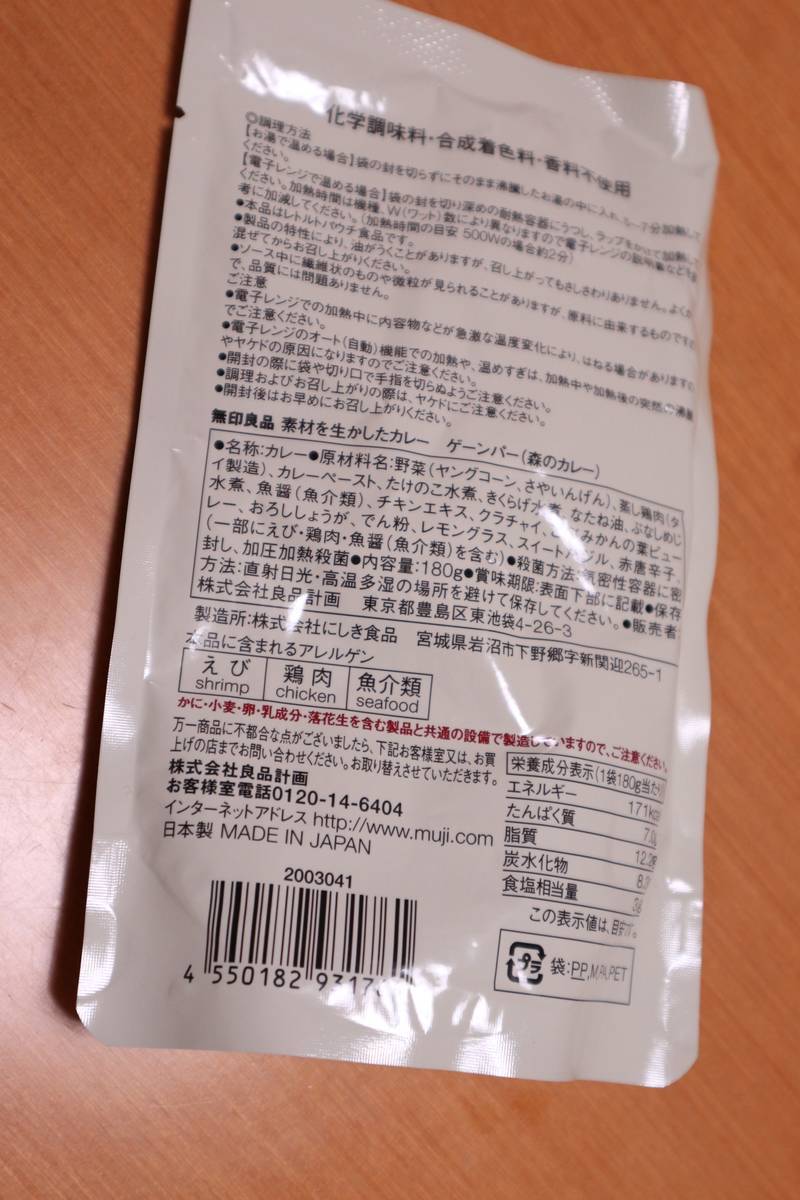 化学調味料・合成着色料・香料不使用
◎調理方法
【お湯で温める場合】袋の封を切らずにそのまま沸騰したお湯の中に入れ、5〜7分加熱して
ください。
【電子レンジで温める場合】袋の封を切り深めの耐熱容器にうつし、ラップをかけて加熱して
ください。加熱時間は機種、W(ワット)数により異なりますので電子レンジの説明書などを参
考に加減してください。(加熱時間の目安 500Wの場合約2分)
●本品はレトルトパウチ食品です。
●製品の特性により、油がうくことがありますが、召し上がってもさしさわりありません。よくか
混ぜてからお召し上がりください。
●ソース中に繊維状のものや微粒が見られることがありますが、原料に由来するものですの
で、品質には問題ありません。
ご注意
●電子レンジでの加熱中に内容物などが急激な温度変化により、はねる場合がありますの
でご注意ください。
●電子レンジのオート(自動)機能での加熱や、温めすぎは、加熱中や加熱後の突然の沸騰
やヤケドの原因になりますのでご注意ください。
●開封の際に袋や切り口で手指を切らぬようご注意ください。
●調理およびお召し上がりの際は、ヤケドにご注意ください。
●開封後はお早めにお召し上がりください。
無印良品 素材を生かしたカレー ゲーンパー(森のカレー)
●名称:カレー●原材料名:野菜(ヤングコーン、さやいんげん)、蒸し鶏肉(タ
イ製造)、カレーペースト、たけのこ水煮、きくらげ水煮、なたね油、ぶなしめじ
水煮、魚醤(魚介類)、チキンエキス、クラチャイ、こぶみかんの葉ピュー
レー、おろししょうが、でん粉、レモングラス、スイートバジル、赤唐辛子、
(一部にえび・鶏肉・魚醤(魚介類)を含む)●殺菌方法:気密性容器に密
封し、加圧加熱殺菌●内容量:180g●賞味期限:表面下部に記載●保存
方法:直射日光・高温多湿の場所を避けて保存してください。●販売者:
株式会社良品計画 東京都豊島区東池袋4-26-3
製造所:株式会社にしき食品 宮城県岩沼市下野郷字新関迎265-1
本品に含まれるアレルゲン
えび 鶏肉 魚介類
shrimp chicken seafood
かに・小麦・卵・乳成分・落花生を含む製品と共通の設備で製造していますので、ご注意ください。
万一商品に不都合な点がございましたら、下記お客様室又は、お買
上げの店までお問い合わせください。お取り替えさせていただきます。
株式会社良品計画
お客様室電話0120-14-6404
インターネットアドレス http://www.muji.com
日本製 MADE IN JAPAN
栄養成分表示(1袋180g当たり)
エネルギー 171kcal
たんぱく質 7.0g
脂質 12.2g
炭水化物
食塩相当量
この表示値は、目安です。
2003041
4 550182
プラ 袋:PP,M,PET